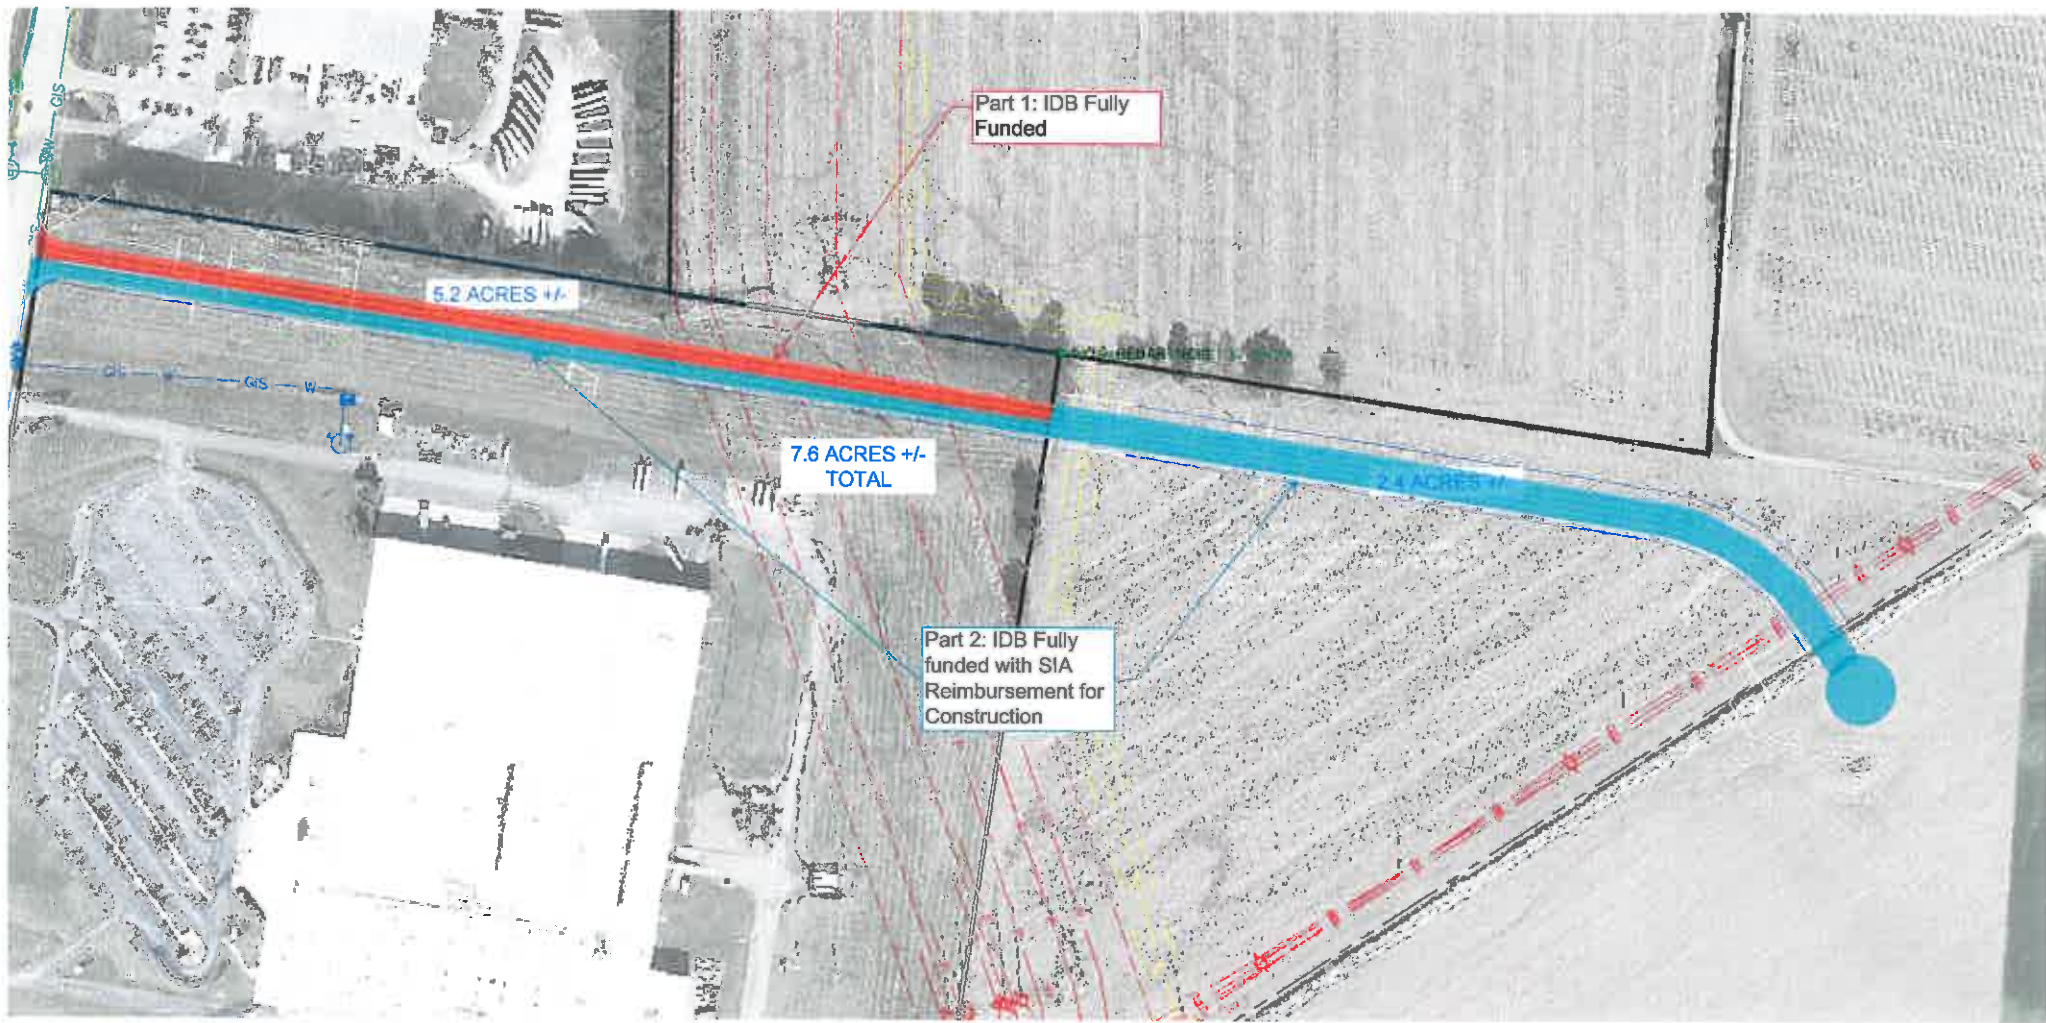 GIS
W
Part 1: IDB Fully
Funded
5.2 ACRES +/-
GIS
W
GIS
W
7.6 ACRES +/-
TOTAL
2.4 ACRES +/-
Part 2: IDB Fully
funded with SIA
Reimbursement for
Construction